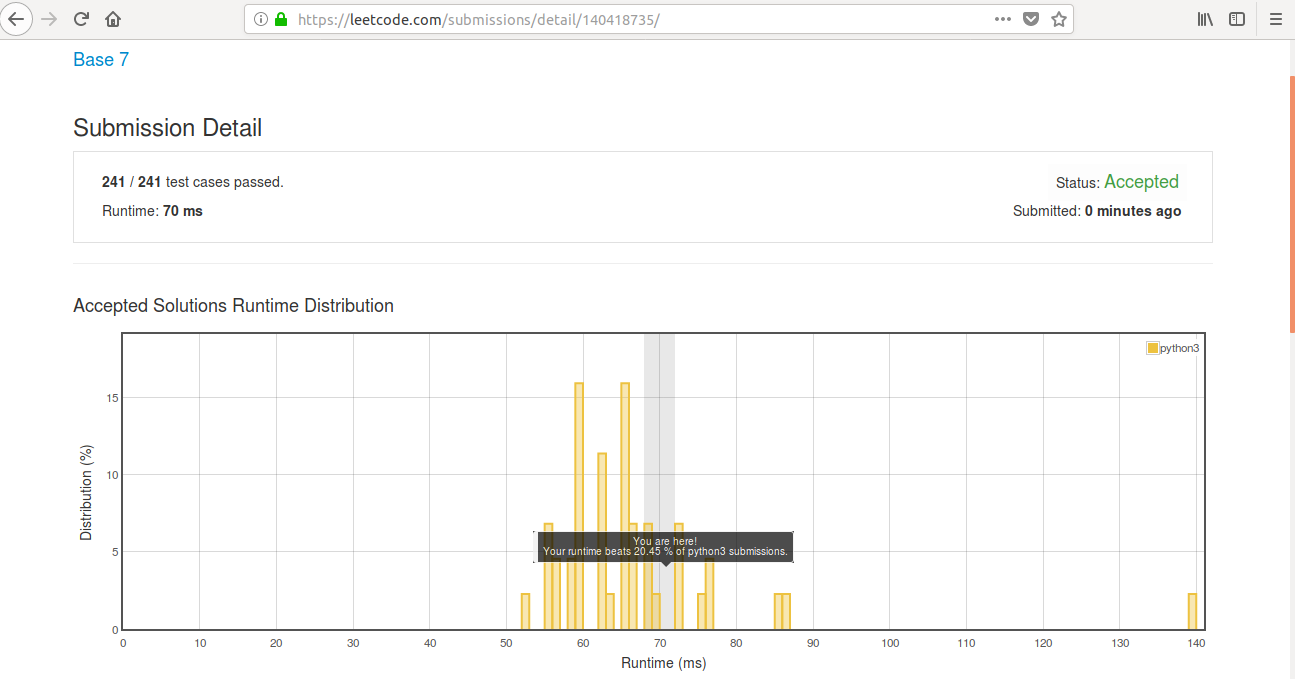 https://leetcode.com/submissions/detail/140418735/
Base 7
Submission Detail
241 / 241 test cases passed.
Status: Accepted
Runtime: 70 ms
Submitted: 0 minutes ago
Accepted Solutions Runtime Distribution
python3
15
10
5
0
Distribution (%)
You are here!
Your runtime beats 20.45 % of python3 submissions.
0 10 20 30 40 50 60 70 80 90 100 110 120 130 140
Runtime (ms)